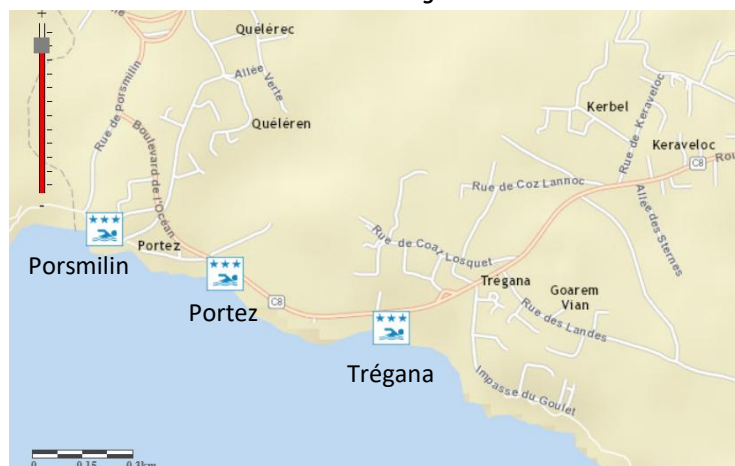 +
Quélérec
Allée Verte
Kerbel
Rue de Keraveloc
Rue de Porsmilin
Quéléren
Boulevard de l'Océan
Keraveloc
C8
Rue de Coz Lannoc
Allée des Sternes
-
Rue de Coaz Losquet
Portez
Porsmilin
Tregana
Goarem
Vian
C8
Portez
Rue des Landes
Trégana
Impasse du Goulet
0 0.15 0.3km